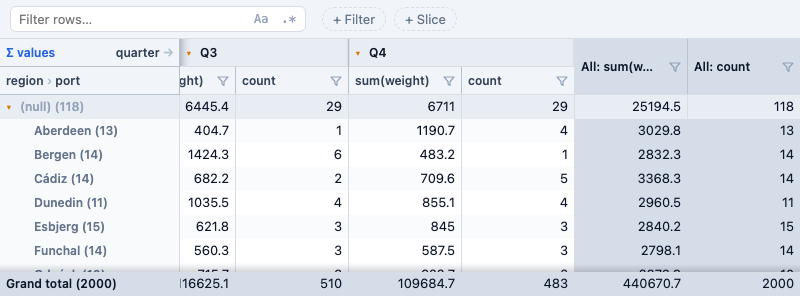 Filter rows... Aa .* + Filter + Slice
Σ values quarter → Q3 Q4 All: sum(w... All: count
region › port ght) count sum(weight) count
(null) (118) 6445.4 29 6711 29 25194.5 118
Aberdeen (13) 404.7 1 1190.7 4 3029.8 13
Bergen (14) 1424.3 6 483.2 1 2832.3 14
Cádiz (14) 682.2 2 709.6 5 3368.3 14
Dunedin (11) 1035.5 4 855.1 4 2960.5 11
Esbjerg (15) 621.8 3 845 3 2840.2 15
Funchal (14) 560.3 3 587.5 3 2798.1 14
Grand total (2000) 16625.1 510 109684.7 483 440670.7 2000